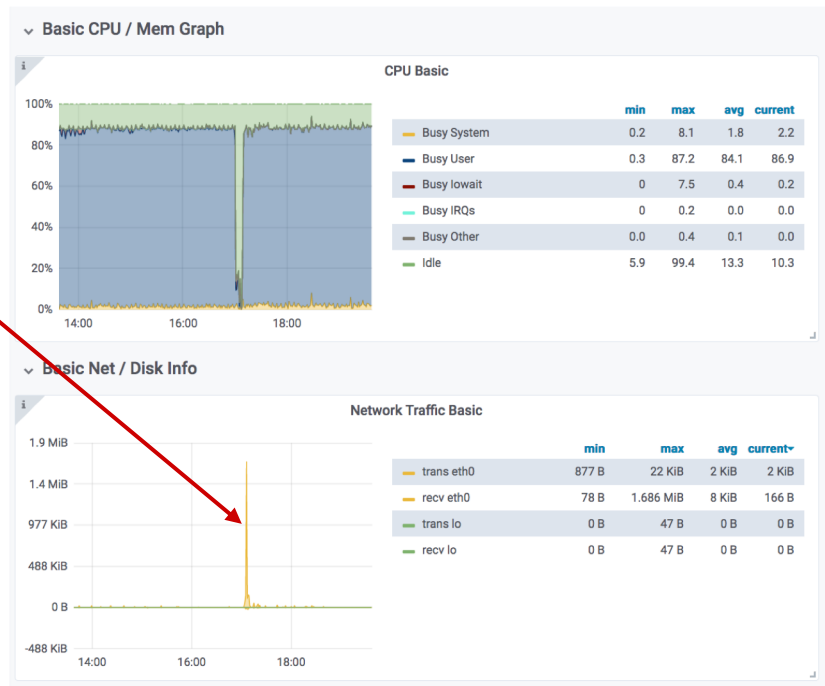 Basic CPU / Mem Graph
i
CPU Basic
100%
80%
60%
40%
20%
0%
14:00 16:00 18:00
min max avg current
Busy System 0.2 8.1 1.8 2.2
Busy User 0.3 87.2 84.1 86.9
Busy Iowait 0 7.5 0.4 0.2
Busy IRQs 0 0.2 0.0 0.0
Busy Other 0.0 0.4 0.1 0.0
Idle 5.9 99.4 13.3 10.3
Basic Net / Disk Info
i
Network Traffic Basic
1.9 MiB
1.4 MiB
977 KiB
488 KiB
0 B
-488 KiB
14:00 16:00 18:00
min max avg current
trans eth0 877 B 22 KiB 2 KiB 2 KiB
recv eth0 78 B 1.686 MiB 8 KiB 166 B
trans lo 0 B 47 B 0 B 0 B
recv lo 0 B 47 B 0 B 0 B